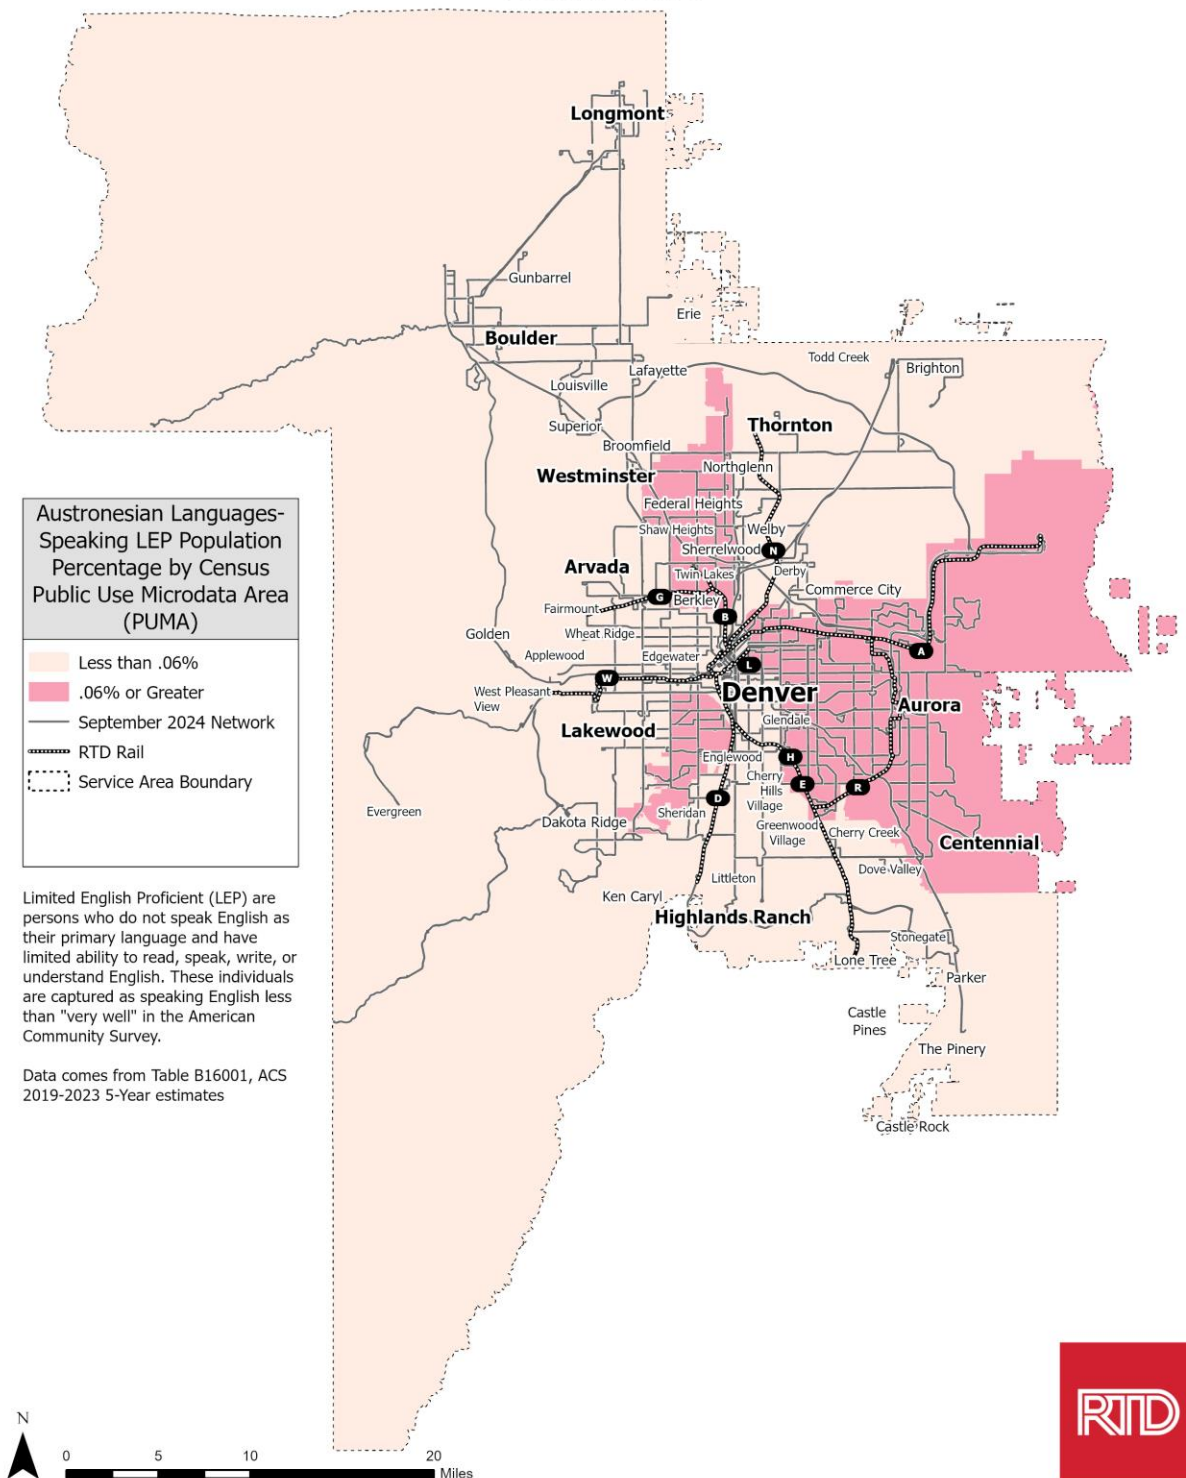 Longmont
Gunbarrel
Erie
Boulder
Todd Creek
Lafayette
Brighton
Louisville
Superior
Thornton
Broomfield
Westminster
Northglenn
Federal Heights
Shaw Heights
Welby
Sherrelwood
N
Arvada
Twin Lakes
Derby
Commerce City
G
Berkley
Fairmount
B
Golden
Wheat Ridge
Applewood
Edgewater
L
A
W
West Pleasant
View
Denver
Aurora
Glendale
Lakewood
Englewood
H
Cherry
Hills
Village
E
R
D
Evergreen
Sheridan
Dakota Ridge
Greenwood
Village
Cherry Creek
Centennial
Dove Valley
Littleton
Ken Caryl
Highlands Ranch
Stonegate
Lone Tree
Parker
Castle
Pines
The Pinery
Castle Rock
Austronesian Languages-
Speaking LEP Population
Percentage by Census
Public Use Microdata Area
(PUMA)
Less than .06%
.06% or Greater
September 2024 Network
RTD Rail
Service Area Boundary
Limited English Proficient (LEP) are
persons who do not speak English as
their primary language and have
limited ability to read, speak, write, or
understand English. These individuals
are captured as speaking English less
than "very well" in the American
Community Survey.
Data comes from Table B16001, ACS
2019-2023 5-Year estimates
N
0 5 10 20
Miles
RTD